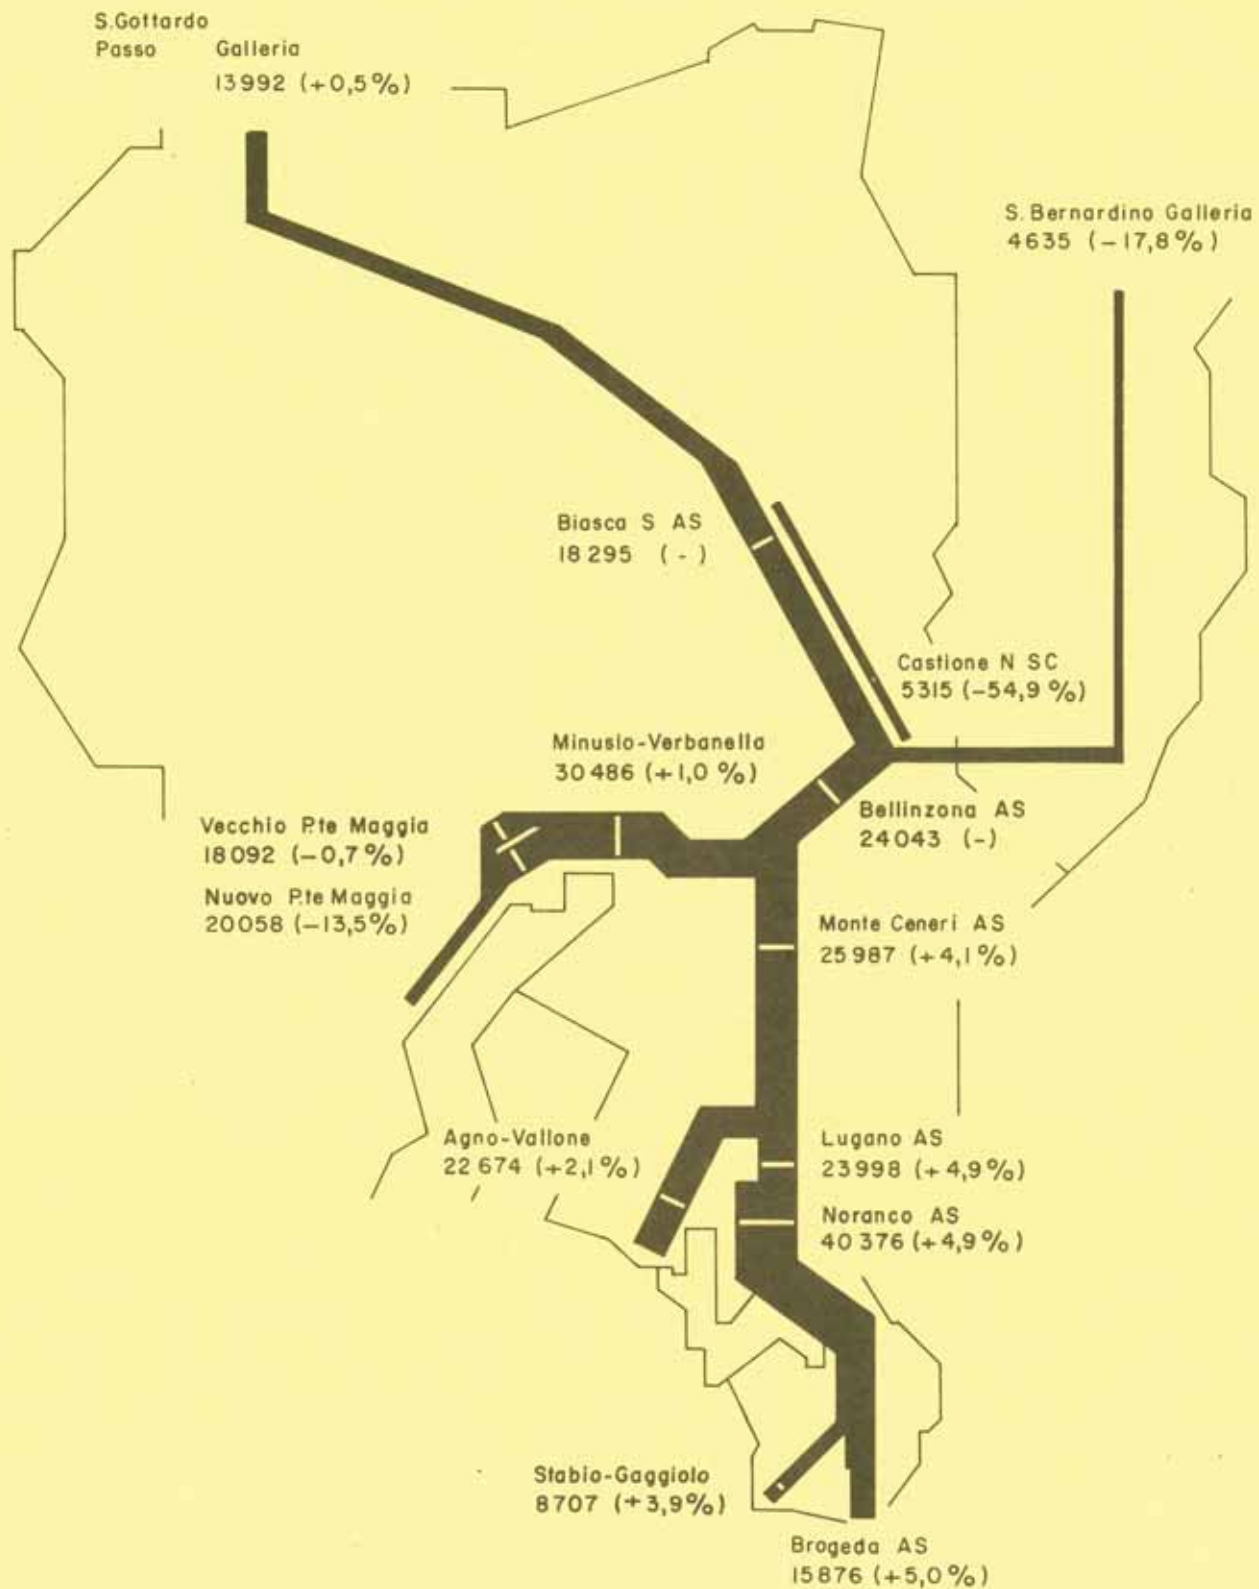 S.Gottardo
Passo Galleria
13992 (+0,5%)
S. Bernardino Galleria
4635 (-17,8%)
Biasca S AS
18295 (-)
Castione N SC
5315 (-54,9%)
Minusio-Verbanella
30486 (+1,0%)
Bellinzona AS
24043 (-)
Vecchio P.te Maggia
18092 (-0,7%)
Nuovo P.te Maggia
20058 (-13,5%)
Monte Ceneri AS
25987 (+4,1%)
Agno-Vallone
22674 (+2,1%)
Lugano AS
23998 (+4,9%)
Noranco AS
40376 (+4,9%)
Stabio-Gaggiolo
8707 (+3,9%)
Brogeda AS
15876 (+5,0%)